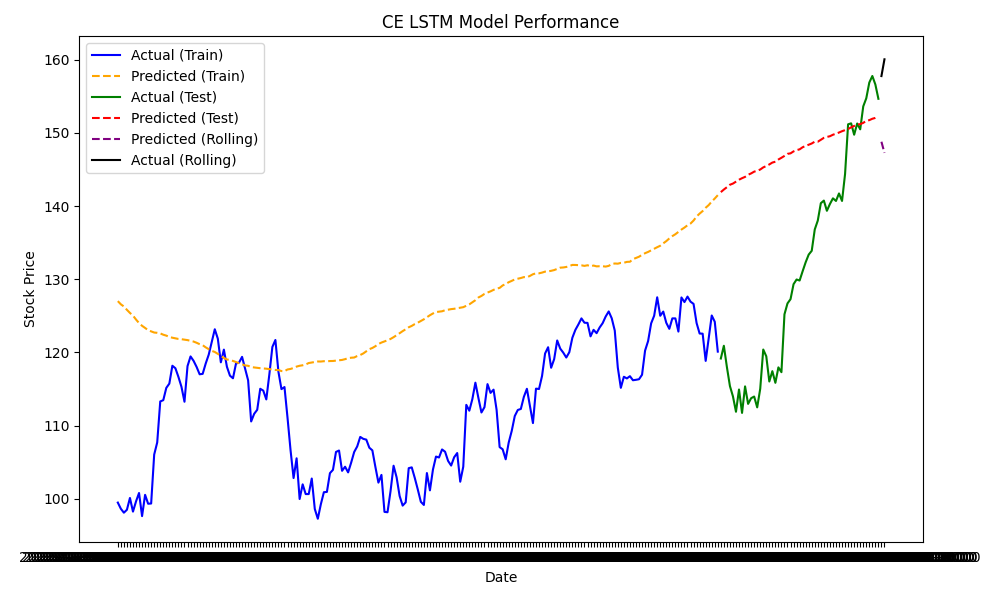 CE LSTM Model Performance
Actual (Train)
Predicted (Train)
Actual (Test)
Predicted (Test)
Predicted (Rolling)
Actual (Rolling)
Stock Price
160
150
140
130
120
110
100
Date